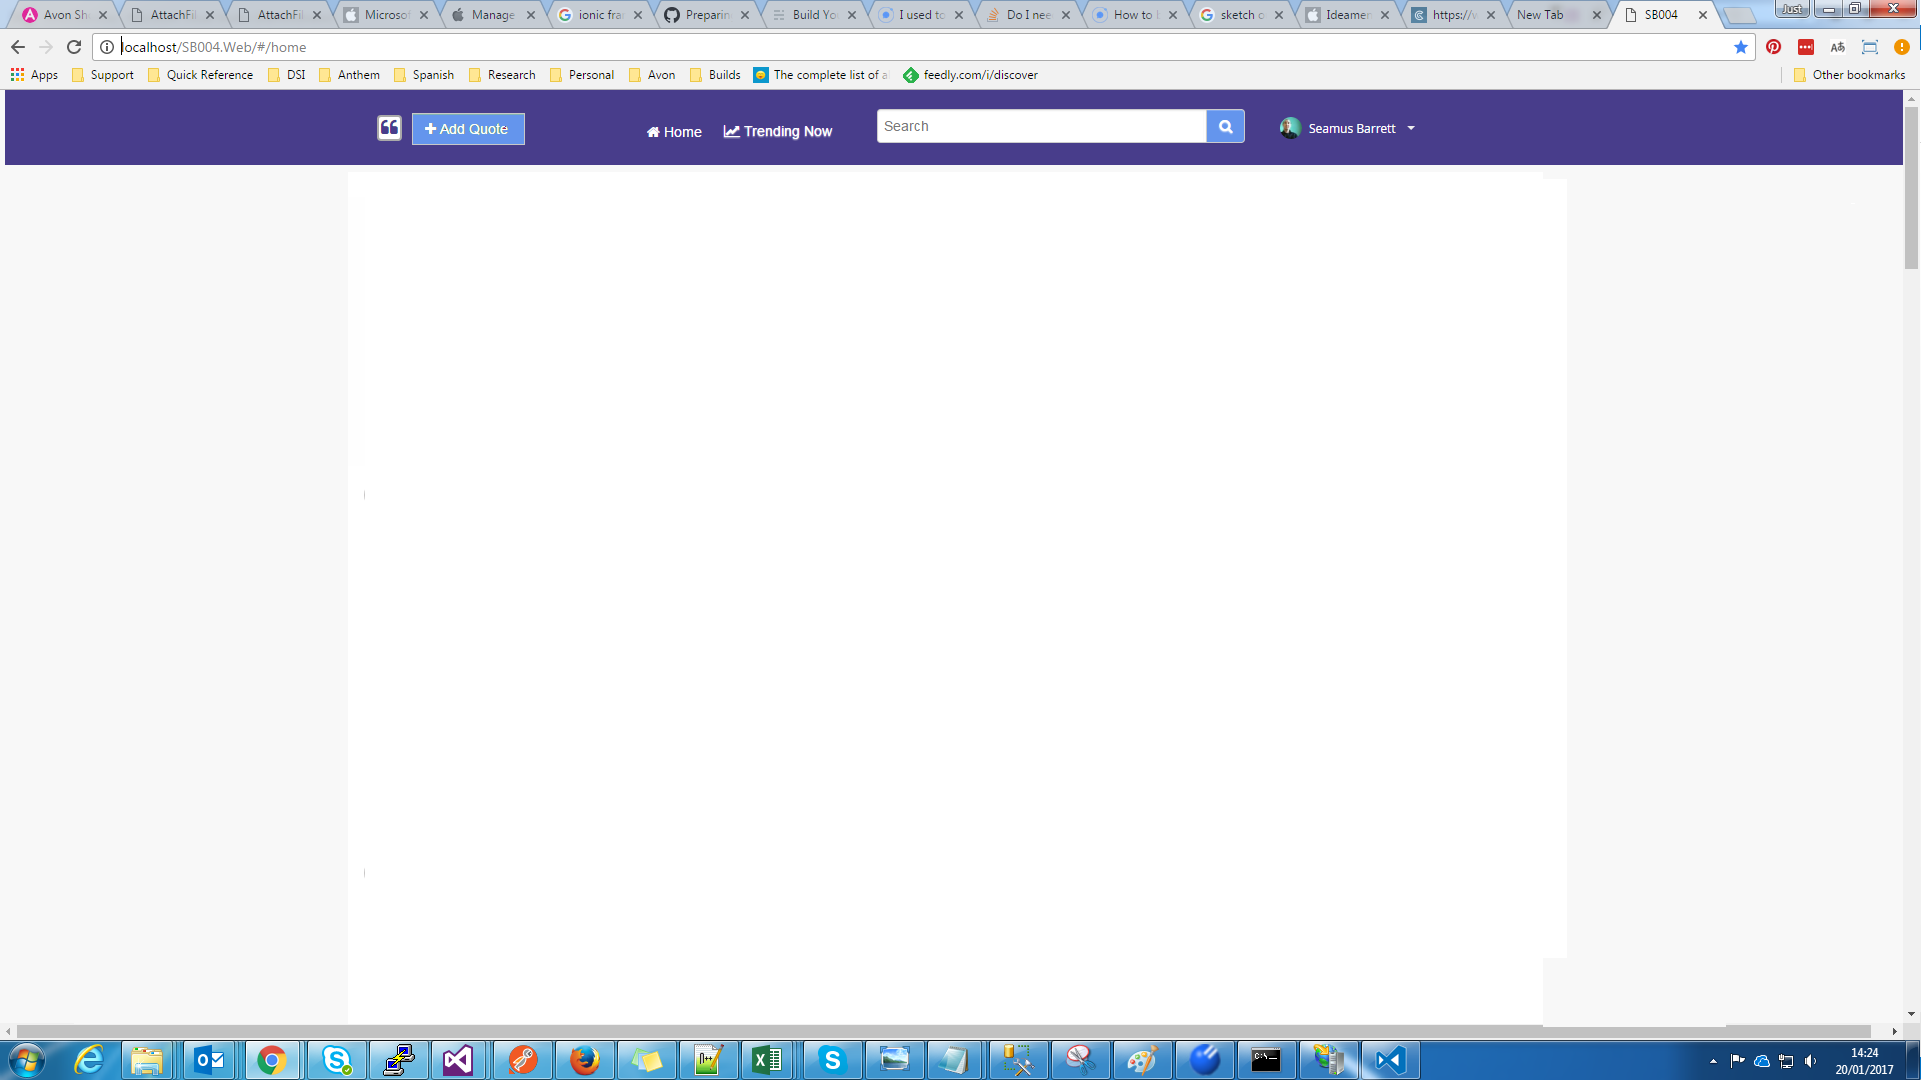 Avon Sh
AttachFi
AttachFi
Microsof
Manage
ionic fra
Preparin
Build Yo
I used to
Do I nee
How to
sketch o
Ideamen
https://
New Tab
SB004
Just
localhost/SB004.Web/#/home
Apps
Support
Quick Reference
DSI
Anthem
Spanish
Research
Personal
Avon
Builds
The complete list of a
feedly.com/i/discover
Other bookmarks
Add Quote
Home
Trending Now
Search
Seamus Barrett
14:24
20/01/2017